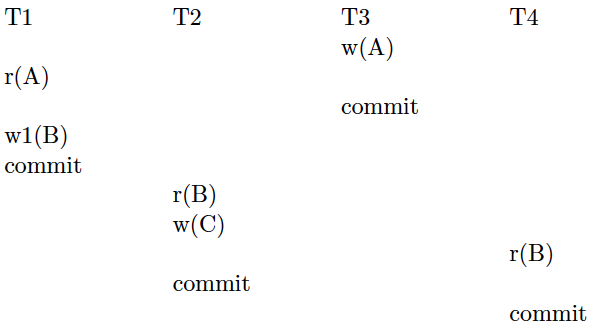 T1 T2 T3 T4
w(A)
r(A)
commit
w1(B)
commit
r(B)
w(C)
r(B)
commit
commit